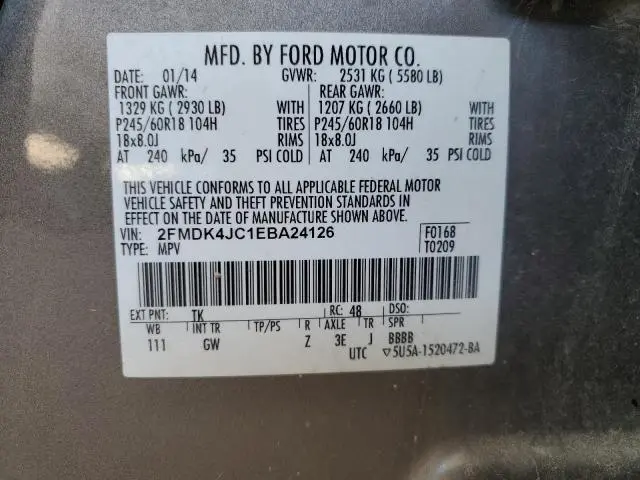 MFD. BY FORD MOTOR CO.
DATE: 01/14 GVWR: 2531 KG ( 5580 LB)
FRONT GAWR: REAR GAWR:
1329 KG ( 2930 LB) WITH 1207 KG ( 2660 LB) WITH
P245/60R18 104H TIRES P245/60R18 104H TIRES
18x8.0J RIMS 18x8.0J RIMS
AT 240 kPa/ 35 PSI COLD AT 240 kPa/ 35 PSI COLD
THIS VEHICLE CONFORMS TO ALL APPLICABLE FEDERAL MOTOR
VEHICLE SAFETY AND THEFT PREVENTION STANDARDS IN
EFFECT ON THE DATE OF MANUFACTURE SHOWN ABOVE.
VIN: 2FMDK4JC1EBA24126 F0168
TYPE: MPV T0209
EXT PNT: TK RC: 48 DSO:
WB INT TR TP/PS R AXLE TR SPR
111 GW Z 3E J BBBB
UTC ▽5U5A-1520472-BA